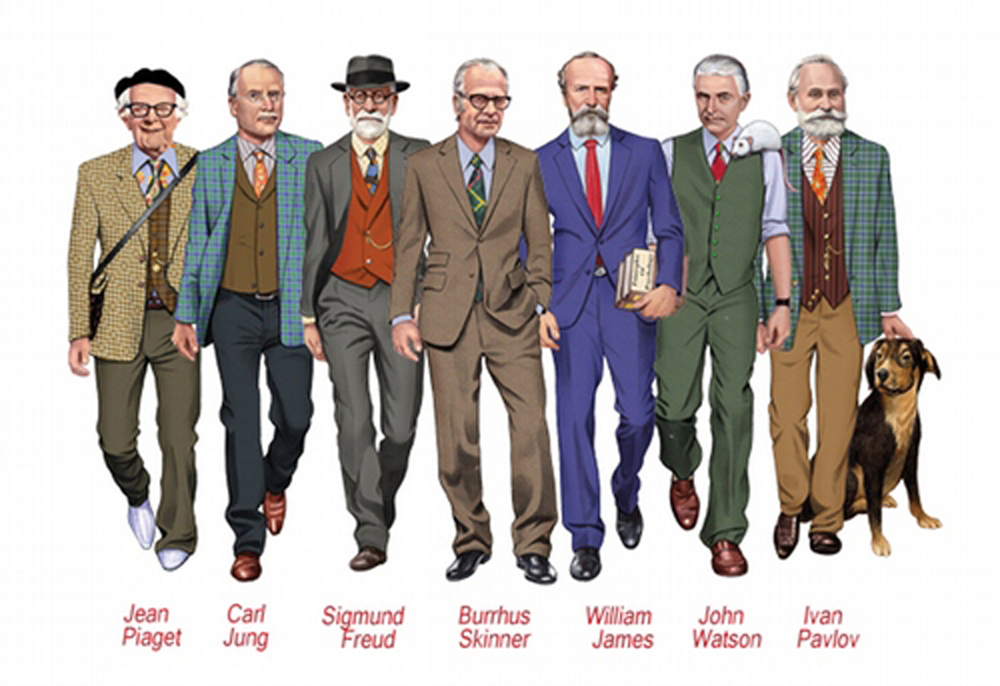 Jean
Piaget
Carl
Jung
Sigmund
Freud
Burrhus
Skinner
William
James
John
Watson
Ivan
Pavlov